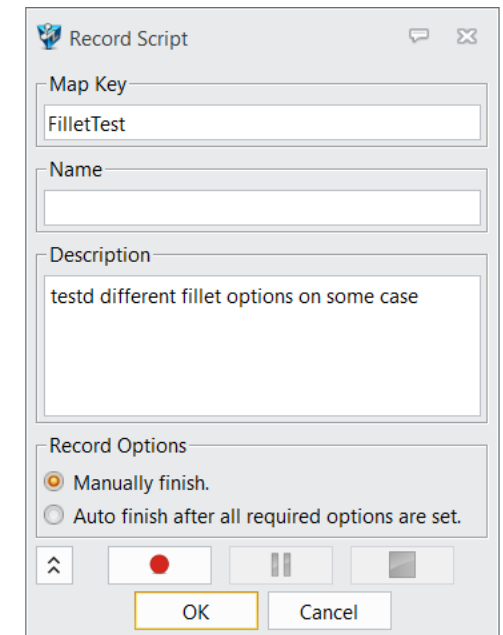 Record Script
Map Key
FilletTest
Name
Description
testd different fillet options on some case
Record Options
Manually finish.
Auto finish after all required options are set.
OK Cancel